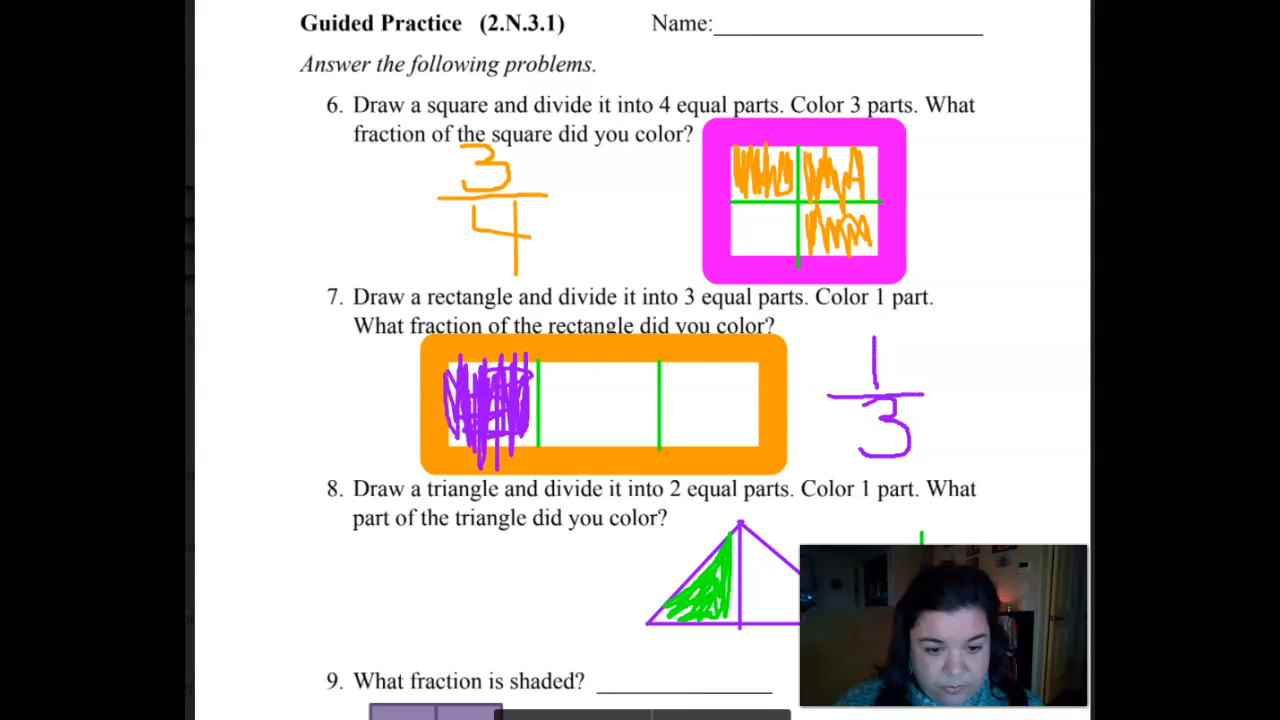 Guided Practice (2.N.3.1) Name:
Answer the following problems.
6. Draw a square and divide it into 4 equal parts. Color 3 parts. What
fraction of the square did you color?
3
4
7. Draw a rectangle and divide it into 3 equal parts. Color 1 part.
What fraction of the rectangle did you color?
1
3
8. Draw a triangle and divide it into 2 equal parts. Color 1 part. What
part of the triangle did you color?
9. What fraction is shaded?